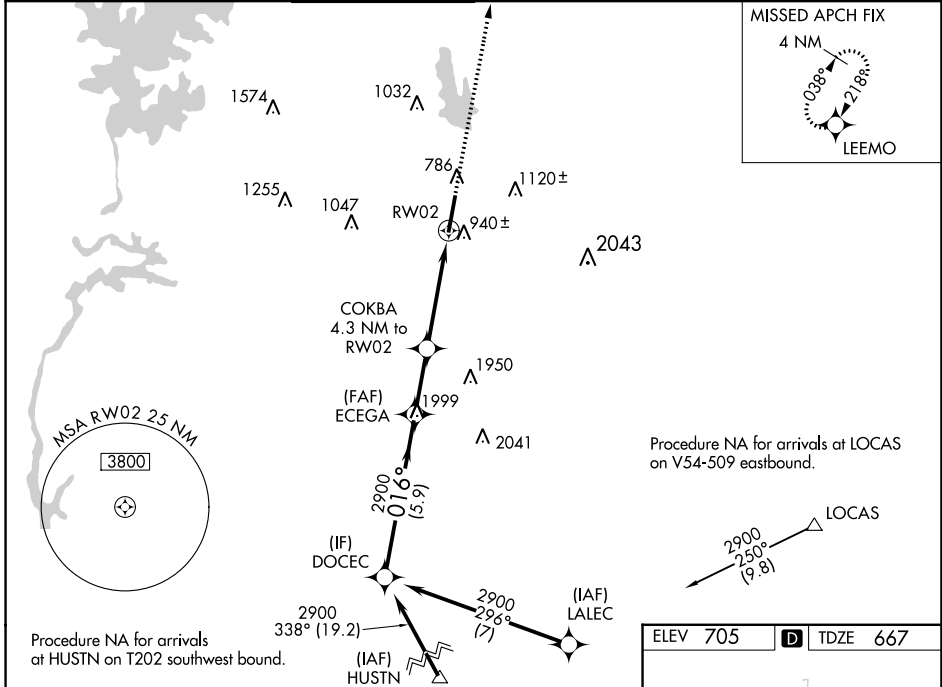 MISSED APCH FIX
4 NM
038°
218°
LEEMO
1574
1032
786
1120±
1255
1047
RW02
940±
2043
COKBA
4.3 NM to
RW02
1950
(FAF)
ECEGA
1999
2041
MSA RW02 25 NM
3800
Procedure NA for arrivals at LOCAS
on V54-509 eastbound.
LOCAS
2900
250°
(9.8)
2900
016°
(5.9)
(IF)
DOCEC
2900
296°
(7)
(IAF)
LALEC
2900
338° (19.2)
(IAF)
HUSTN
Procedure NA for arrivals
at HUSTN on T202 southwest bound.
ELEV 705 D TDZE 667